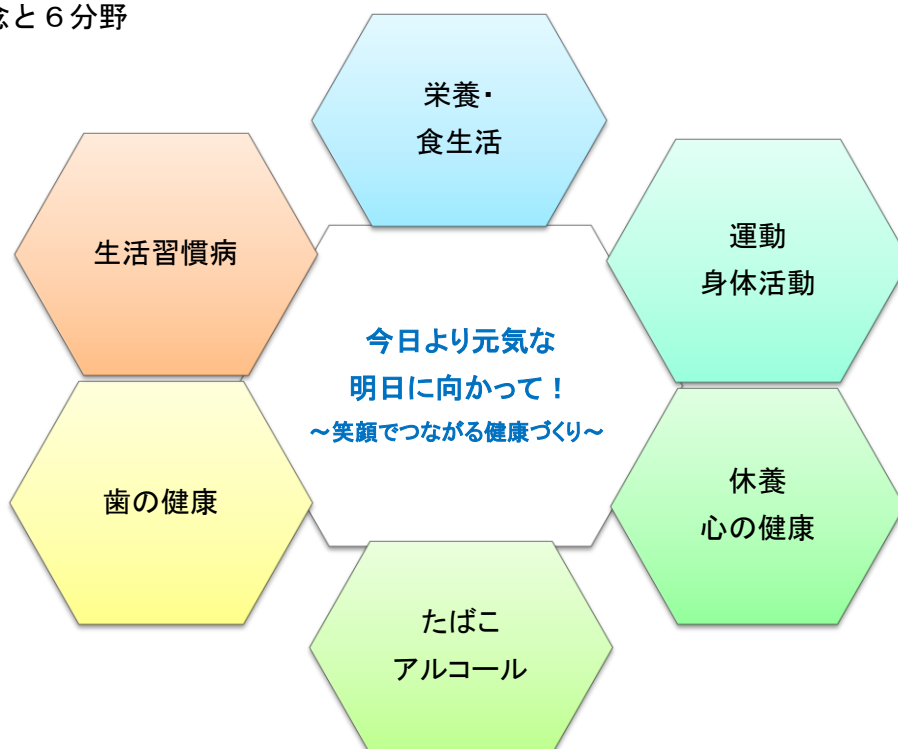 念と６分野
栄養・
食生活
運動
身体活動
休養
心の健康
たばこ
アルコール
歯の健康
生活習慣病
今日より元気な
明日に向かって！
～笑顔でつながる健康づくり～